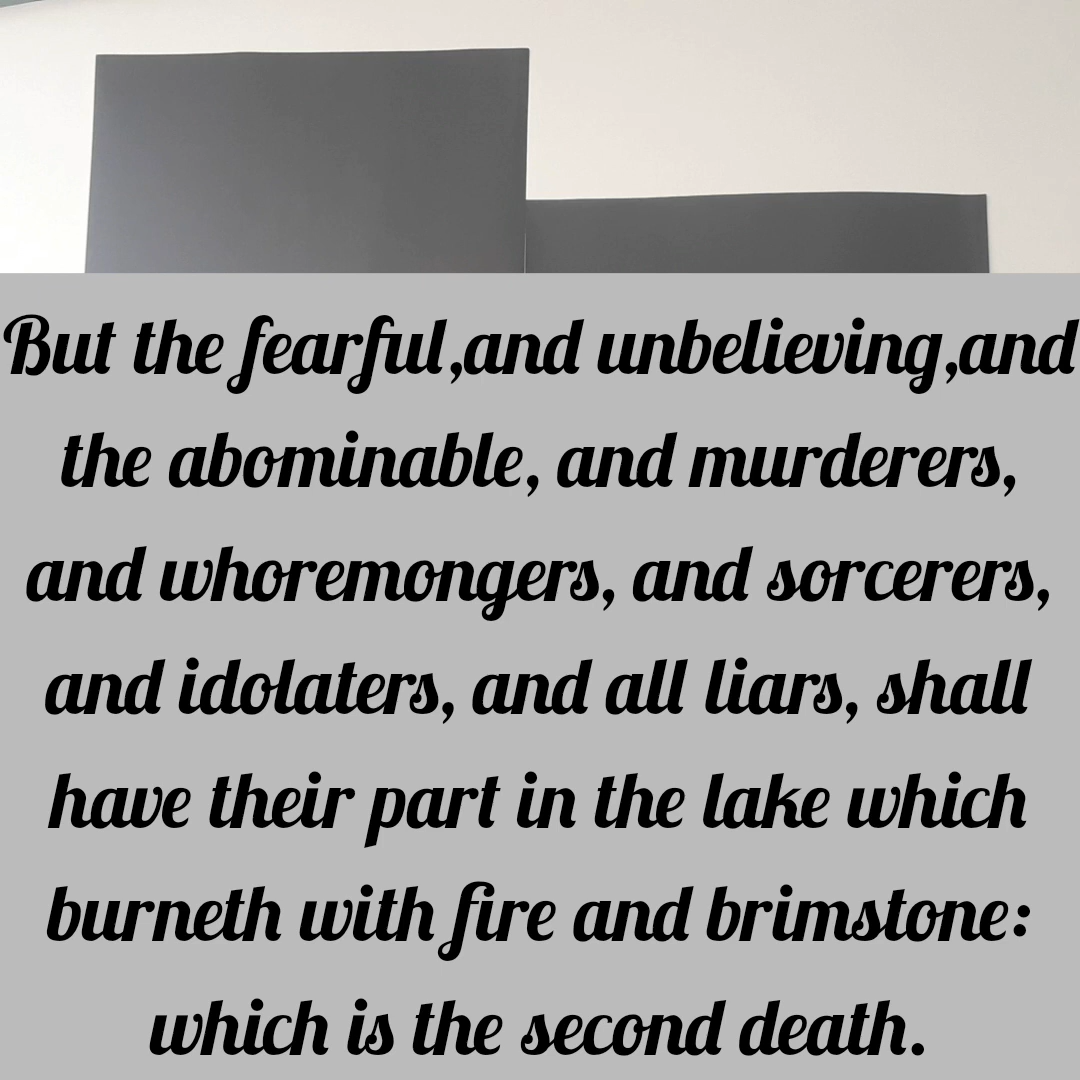 But the fearful,and unbelieving,and
the abominable, and murderers,
and whoremongers, and sorcerers,
and idolaters, and all liars, shall
have their part in the lake which
burneth with fire and brimstone:
which is the second death.